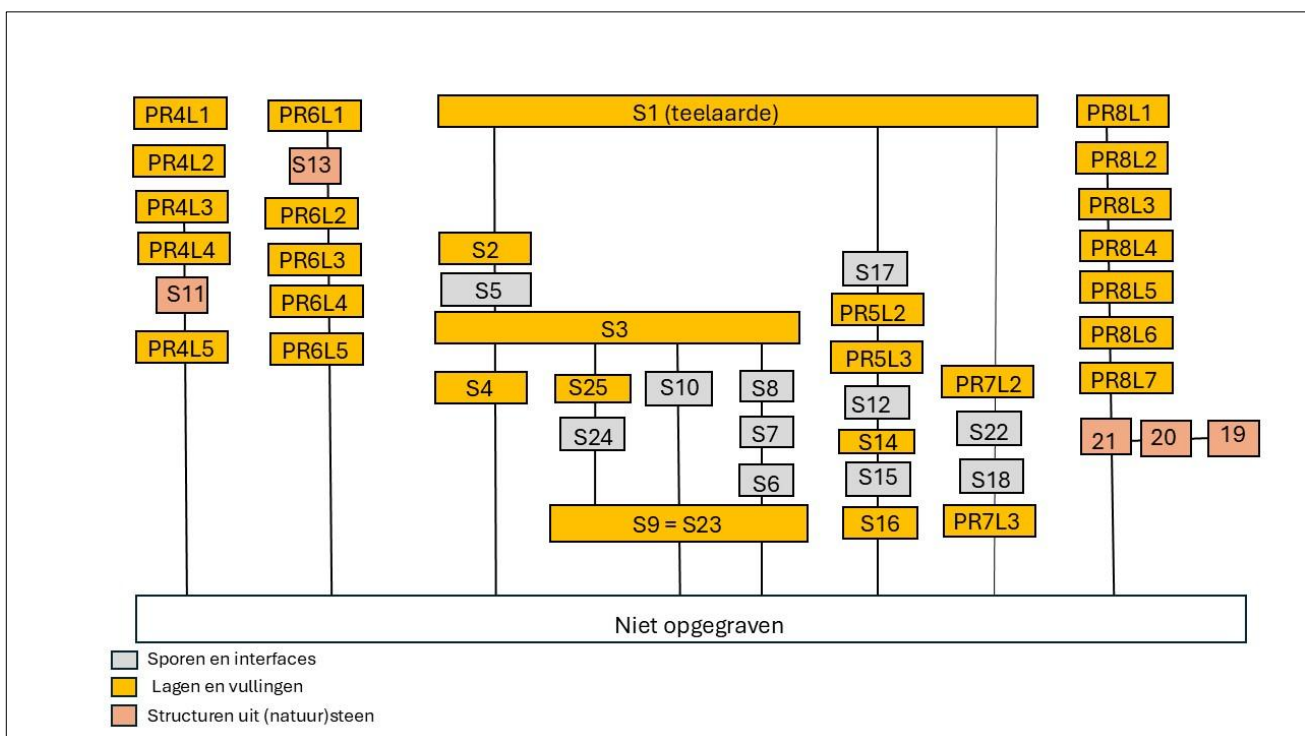 PR4L1
PR4L2
PR4L3
PR4L4
S11
PR4L5
PR6L1
S13
PR6L2
PR6L3
PR6L4
PR6L5
S1 (teelaarde)
S2
S5
S3
S4
S25
S24
S10
S8
S7
S6
S9 = S23
S17
PR5L2
PR5L3
S12
S14
S15
S16
PR7L2
S22
S18
PR7L3
PR8L1
PR8L2
PR8L3
PR8L4
PR8L5
PR8L6
PR8L7
21
20
19
Niet opgegraven
Sporen en interfaces
Lagen en vullingen
Structuren uit (natuur)steen